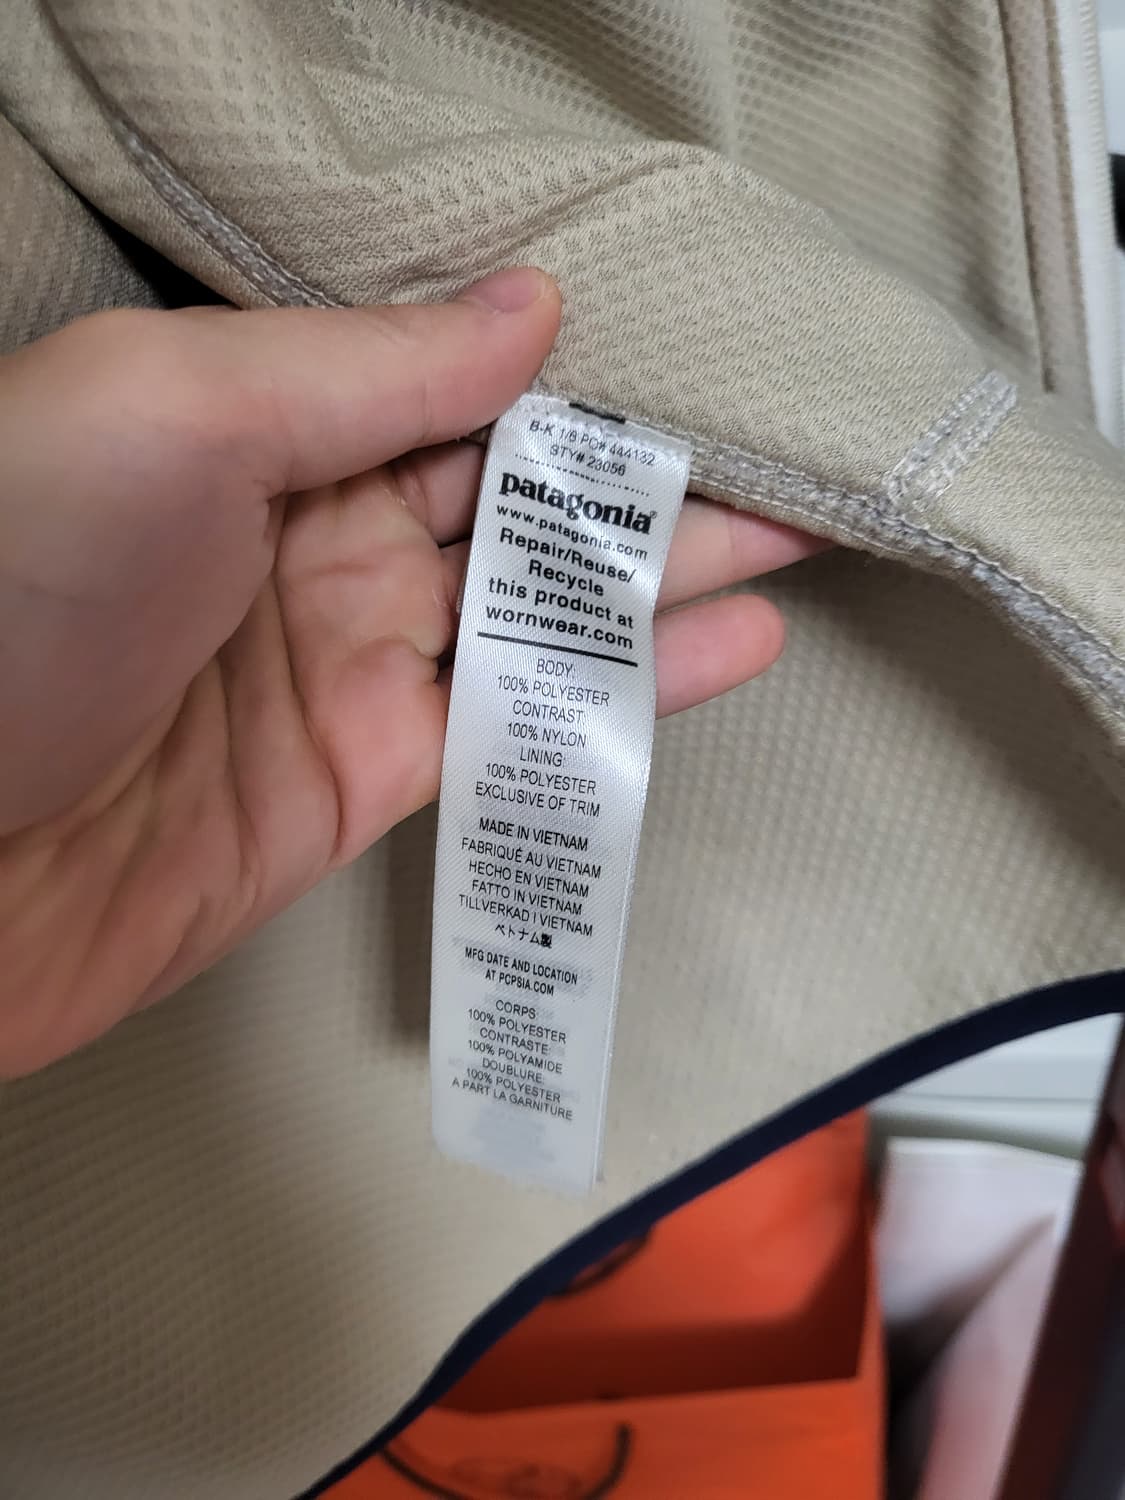 B-K 1/8 PO# 444132
STY# 23056
patagonia®
www.patagonia.com
Repair/Reuse/
Recycle
this product at
wornwear.com
BODY:
100% POLYESTER
CONTRAST:
100% NYLON
LINING:
100% POLYESTER
EXCLUSIVE OF TRIM
MADE IN VIETNAM
FABRIQUÉ AU VIETNAM
HECHO EN VIETNAM
FATTO IN VIETNAM
TILLVERKAD I VIETNAM
ベトナム製
MFG DATE AND LOCATION
AT PCPSIA.COM
CORPS:
100% POLYESTER
CONTRASTE:
100% POLYAMIDE
DOUBLURE:
100% POLYESTER
A PART LA GARNITURE